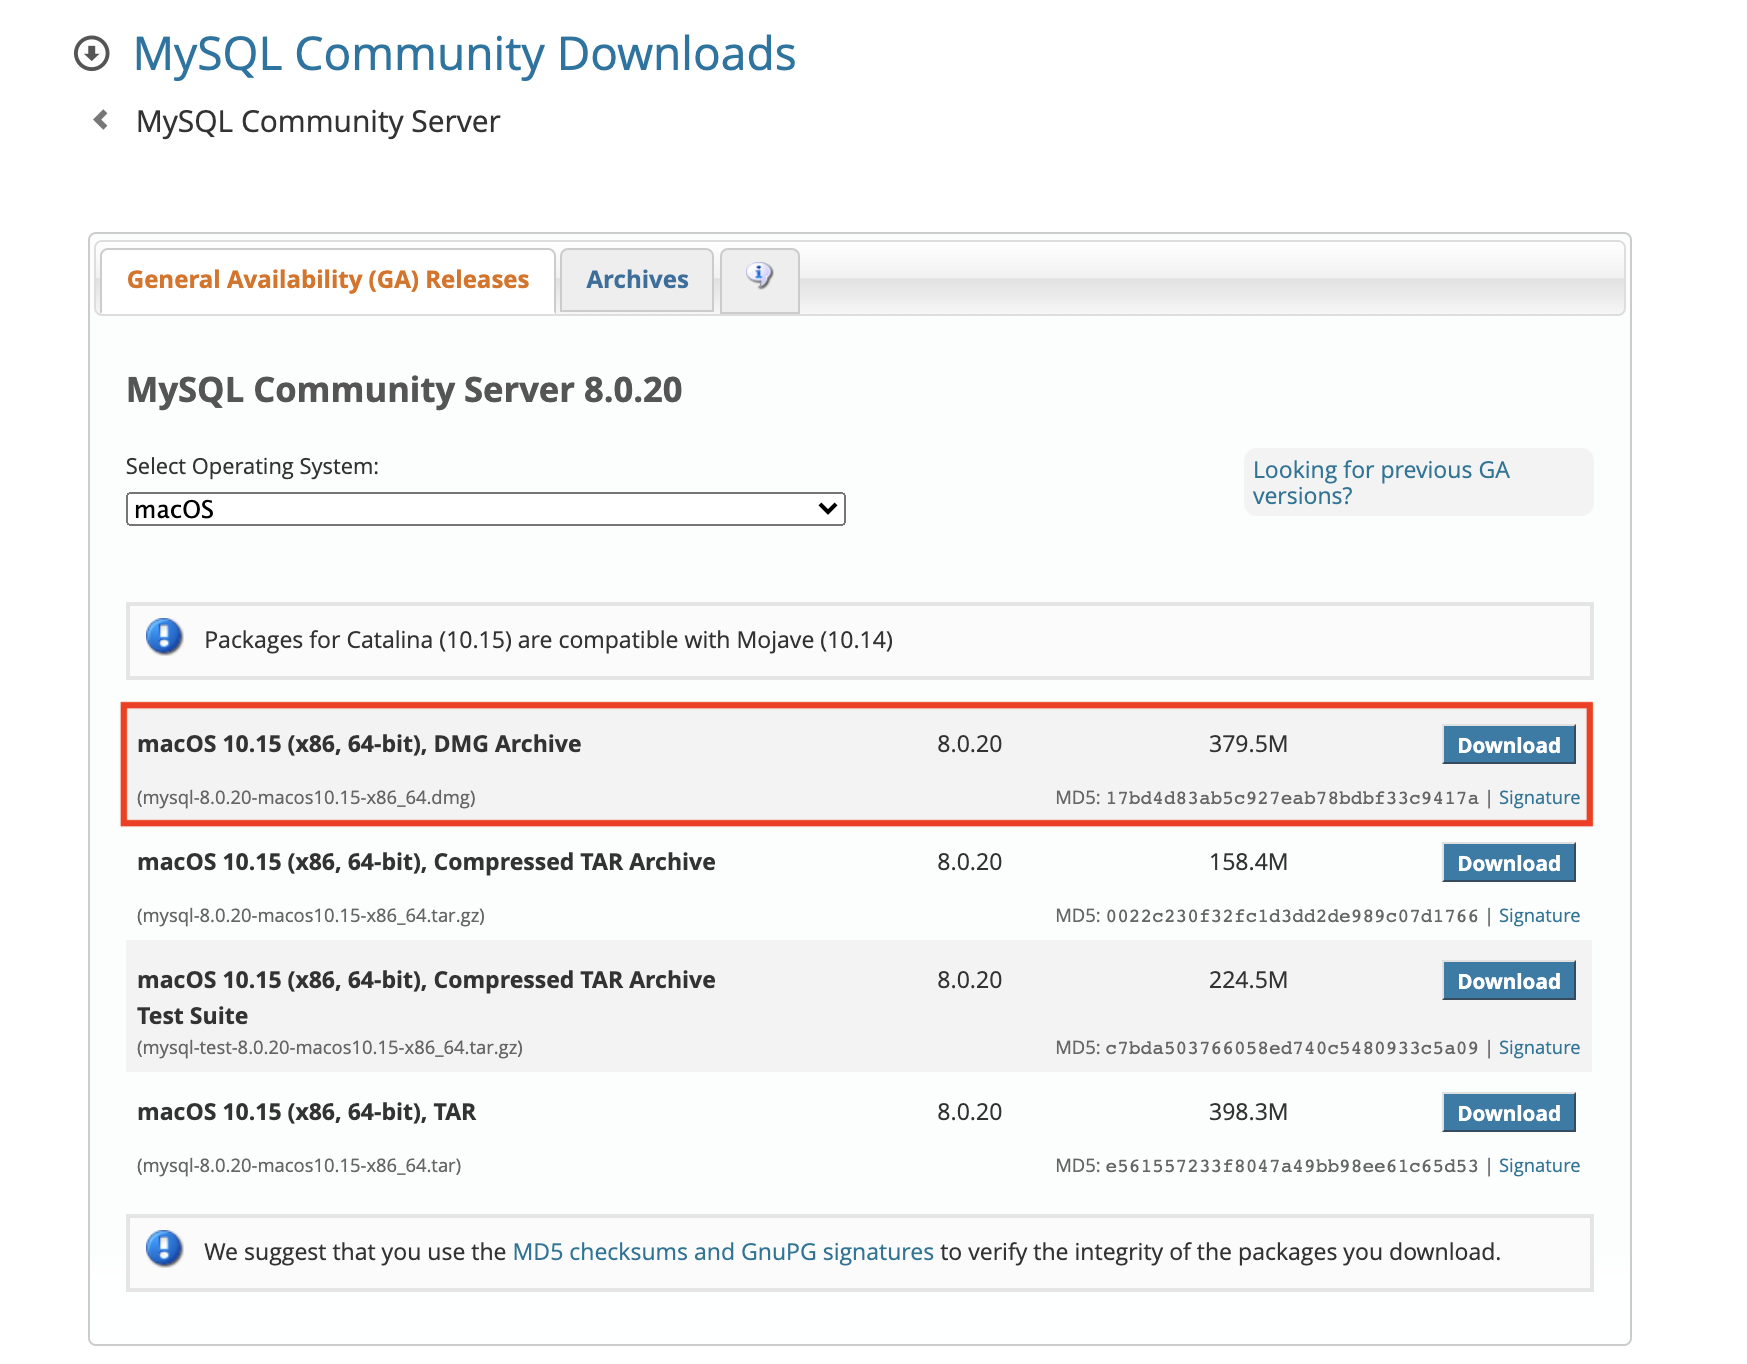 MySQL Community Downloads
MySQL Community Server
General Availability (GA) Releases
Archives
MySQL Community Server 8.0.20
Select Operating System:
macOS
Looking for previous GA
versions?
Packages for Catalina (10.15) are compatible with Mojave (10.14)
macOS 10.15 (x86, 64-bit), DMG Archive 8.0.20 379.5M Download
(mysql-8.0.20-macos10.15-x86_64.dmg) MD5: 17bd4d83ab5c927eab78bdbf33c9417a | Signature
macOS 10.15 (x86, 64-bit), Compressed TAR Archive 8.0.20 158.4M Download
(mysql-8.0.20-macos10.15-x86_64.tar.gz) MD5: 0022c230f32fc1d3dd2de989c07d1766 | Signature
macOS 10.15 (x86, 64-bit), Compressed TAR Archive 8.0.20 224.5M Download
Test Suite
(mysql-test-8.0.20-macos10.15-x86_64.tar.gz) MD5: c7bda503766058ed740c5480933c5a09 | Signature
macOS 10.15 (x86, 64-bit), TAR 8.0.20 398.3M Download
(mysql-8.0.20-macos10.15-x86_64.tar) MD5: e561557233f8047a49bb98ee61c65d53 | Signature
We suggest that you use the MD5 checksums and GnuPG signatures to verify the integrity of the packages you download.